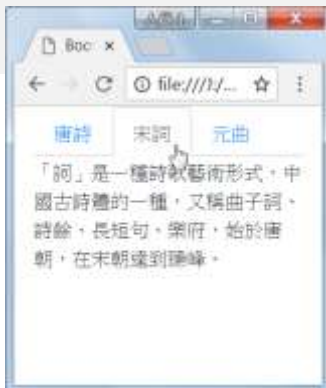 Boo
file:///I:/...
唐詩 宋詞 元曲
「詞」是一種詩歌藝術形式,中
國古時體的一種,又稱曲子詞、
詩餘、長短句、樂府,始於唐
朝,在宋朝達到巔峰。